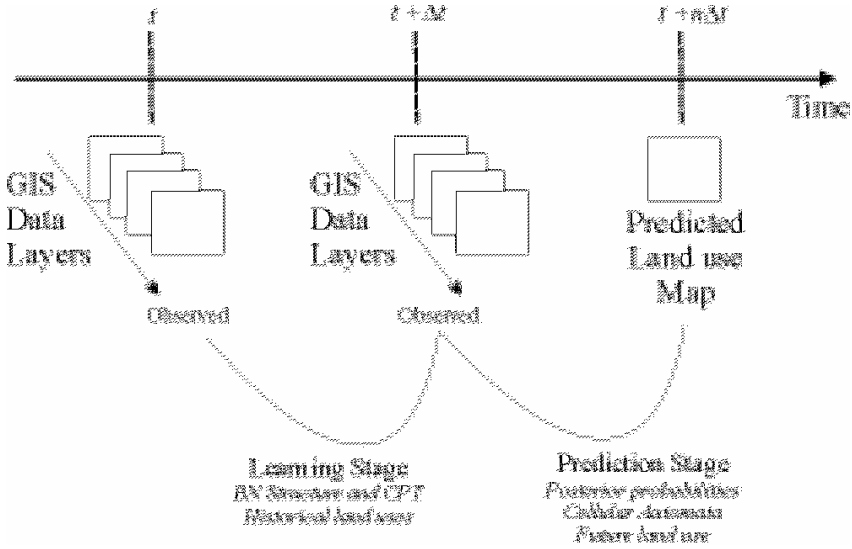 t
t + Δt
t + nΔt
Time
GIS
Data
Layers
GIS
Data
Layers
Predicted
Land use
Map
Observed
Observed
Learning Stage
BN Structure and CPT
Historical land uses
Prediction Stage
Posterior probabilities
Cellular Automata
Future land use